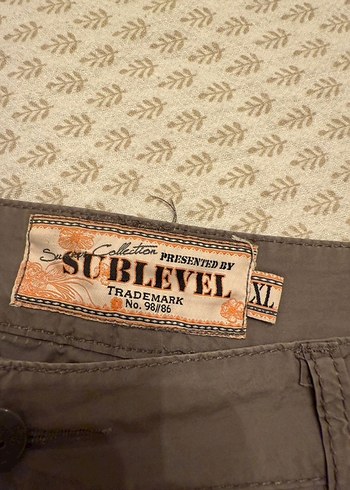 Summer Collection PRESENTED BY
SUBLEVEL
TRADEMARK
No. 98//86
XL